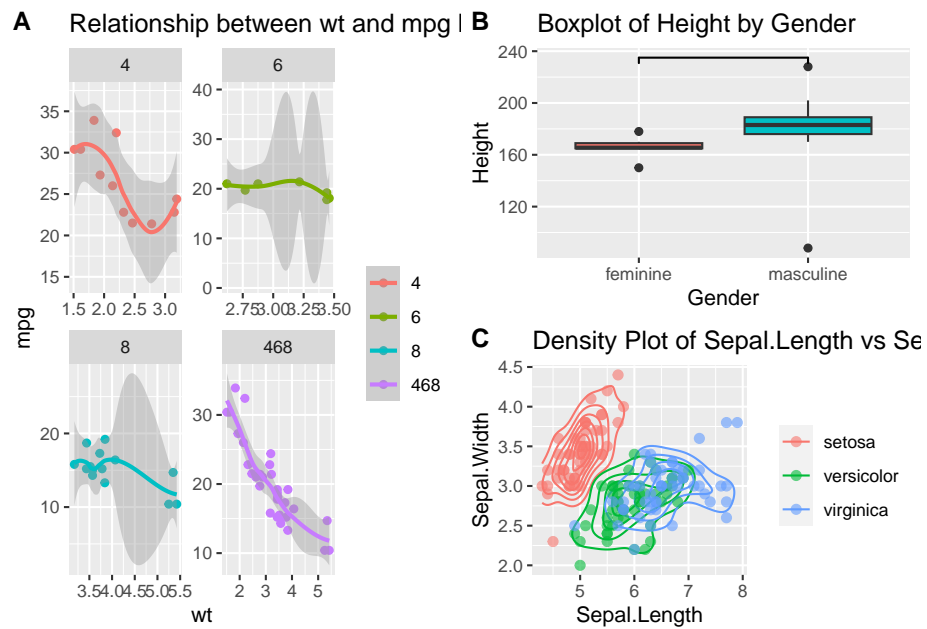 A
Relationship between wt and mpg
4
6
35
30
25
20
15
40
30
20
10
0
1.5 2.0 2.5 3.0
2.75 3.00 3.25 3.50
mpg
8
468
20
10
30
20
10
3.5 4.0 4.5 5.0 5.5
2 3 4 5
wt
4
6
8
468
B
Boxplot of Height by Gender
240
200
160
120
Height
feminine
masculine
Gender
C
Density Plot of Sepal.Length vs Se
4.5
4.0
3.5
3.0
2.5
2.0
Sepal.Width
5 6 7 8
Sepal.Length
setosa
versicolor
virginica